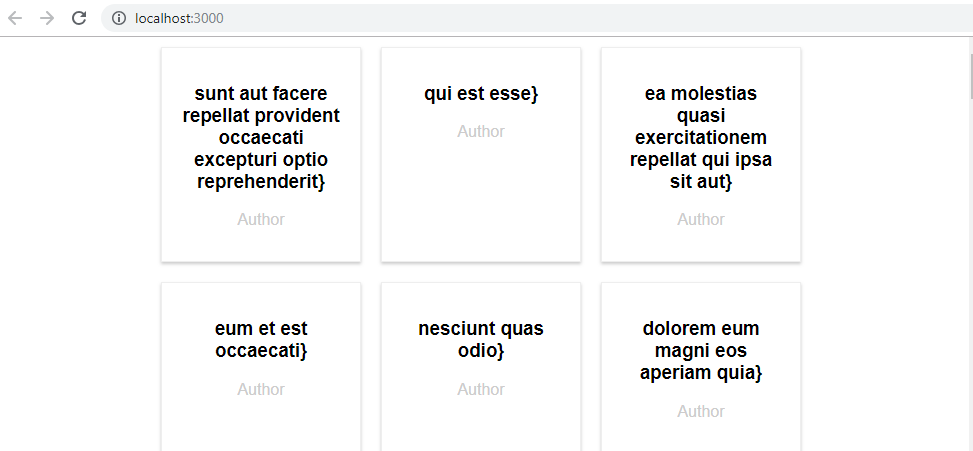 localhost:3000
sunt aut facere
repellat provident
occaecati
excepturi optio
reprehenderit}
Author
qui est esse}
Author
ea molestias
quasi
exercitationem
repellat qui ipsa
sit aut}
Author
eum et est
occaecati}
Author
nesciunt quas
odio}
Author
dolorem eum
magni eos
aperiam quia}
Author